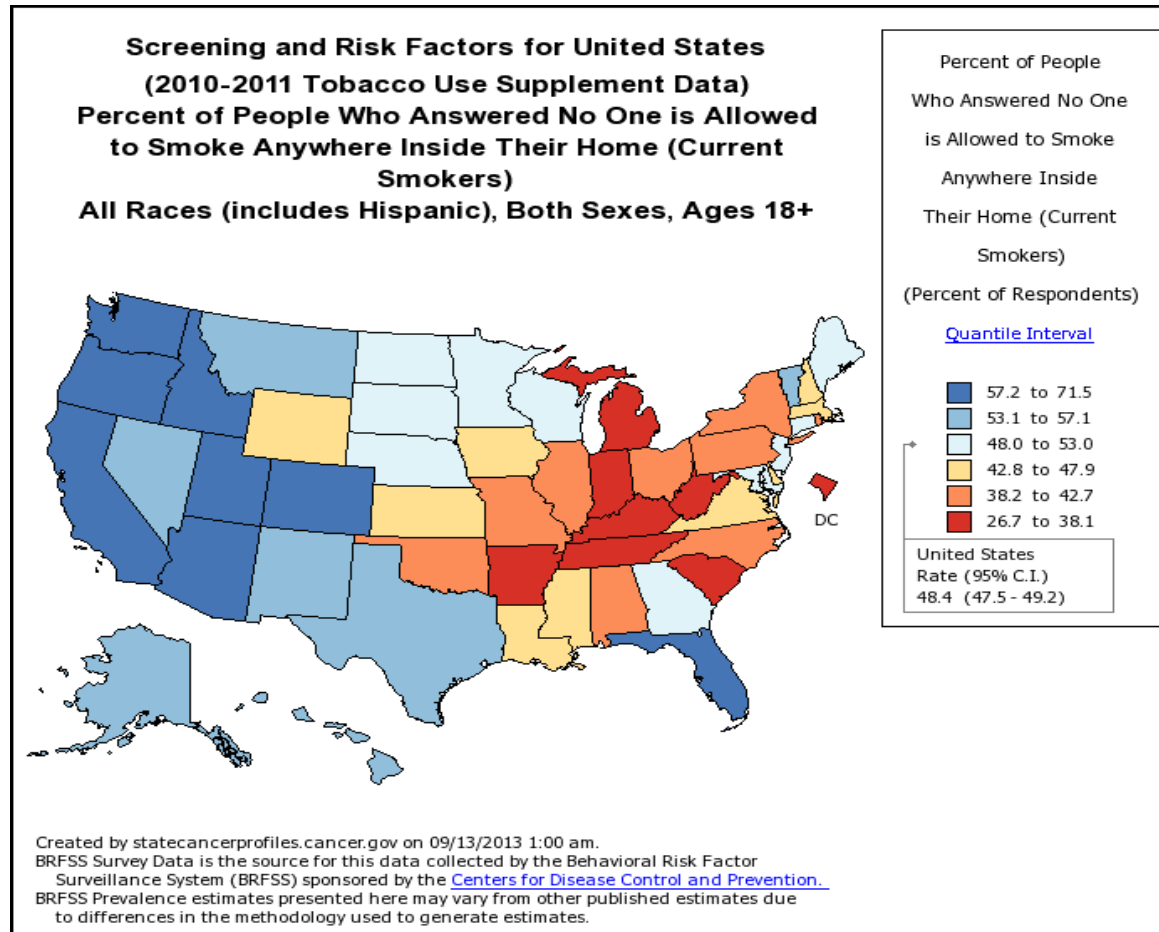 Screening and Risk Factors for United States
(2010-2011 Tobacco Use Supplement Data)
Percent of People Who Answered No One is Allowed
to Smoke Anywhere Inside Their Home (Current
Smokers)
All Races (includes Hispanic), Both Sexes, Ages 18+
Percent of People
Who Answered No One
is Allowed to Smoke
Anywhere Inside
Their Home (Current
Smokers)
(Percent of Respondents)
Quantile Interval
57.2 to 71.5
53.1 to 57.1
48.0 to 53.0
42.8 to 47.9
38.2 to 42.7
26.7 to 38.1
United States
Rate (95% C.I.)
48.4 (47.5 - 49.2)
DC
Created by statecancerprofiles.cancer.gov on 09/13/2013 1:00 am.
BRFSS Survey Data is the source for this data collected by the Behavioral Risk Factor
Surveillance System (BRFSS) sponsored by the Centers for Disease Control and Prevention.
BRFSS Prevalence estimates presented here may vary from other published estimates due
to differences in the methodology used to generate estimates.